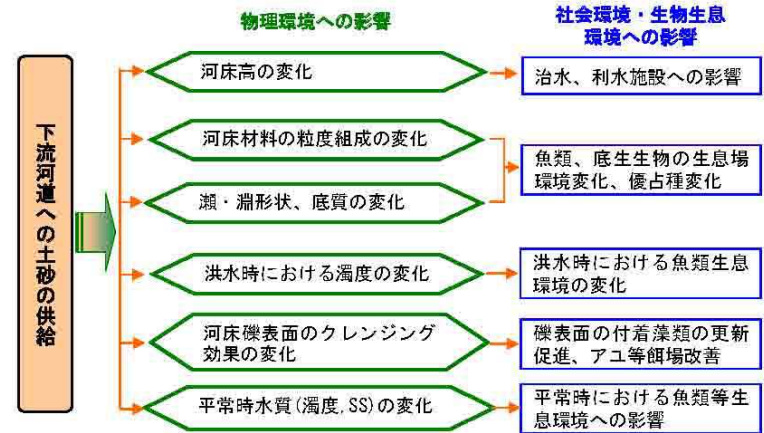 物理環境への影響
社会環境・生物生息
環境への影響
下流河道への土砂の供給
河床高の変化
治水、利水施設への影響
河床材料の粒度組成の変化
瀬・淵形状、底質の変化
魚類、底生生物の生息場
環境変化、優占種変化
洪水時における濁度の変化
洪水時における魚類生息
環境の変化
河床礫表面のクレンジング
効果の変化
礫表面の付着藻類の更新
促進、アユ等餌場改善
平常時水質(濁度,SS)の変化
平常時における魚類等生
息環境への影響